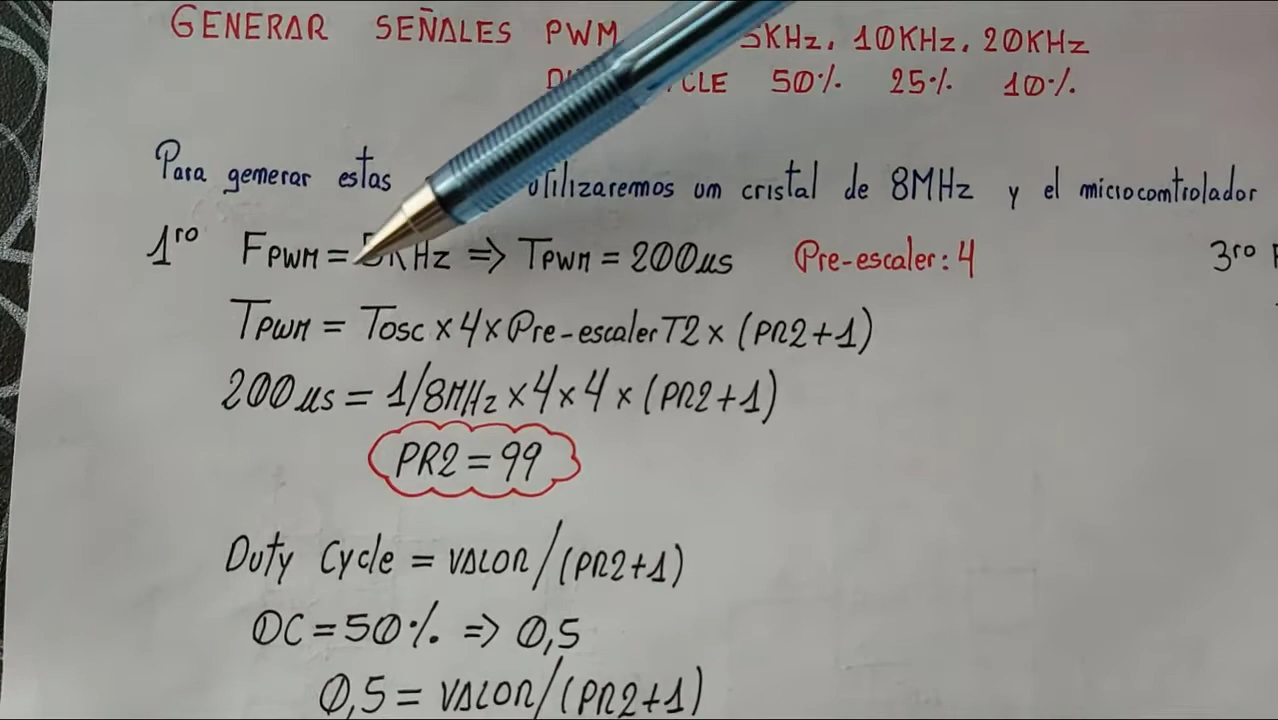 GENERAR SEÑALES PWM 5KHz, 10KHz, 20KHz
CYCLE 50% 25% 10%
Para generar estas utilizaremos un cristal de 8MHz y el microcontrolador
1ro FPWM = 5KHz => TPWM = 200us Pre-escaler: 4
3ro
TPWM = Tosc x 4 x Pre-escaler T2 x (PR2+1)
200us = 1/8MHz x 4 x 4 x (PR2+1)
PR2 = 99
Duty Cycle = VALOR/(PR2+1)
DC = 50% => 0,5
0,5 = VALOR/(PR2+1)